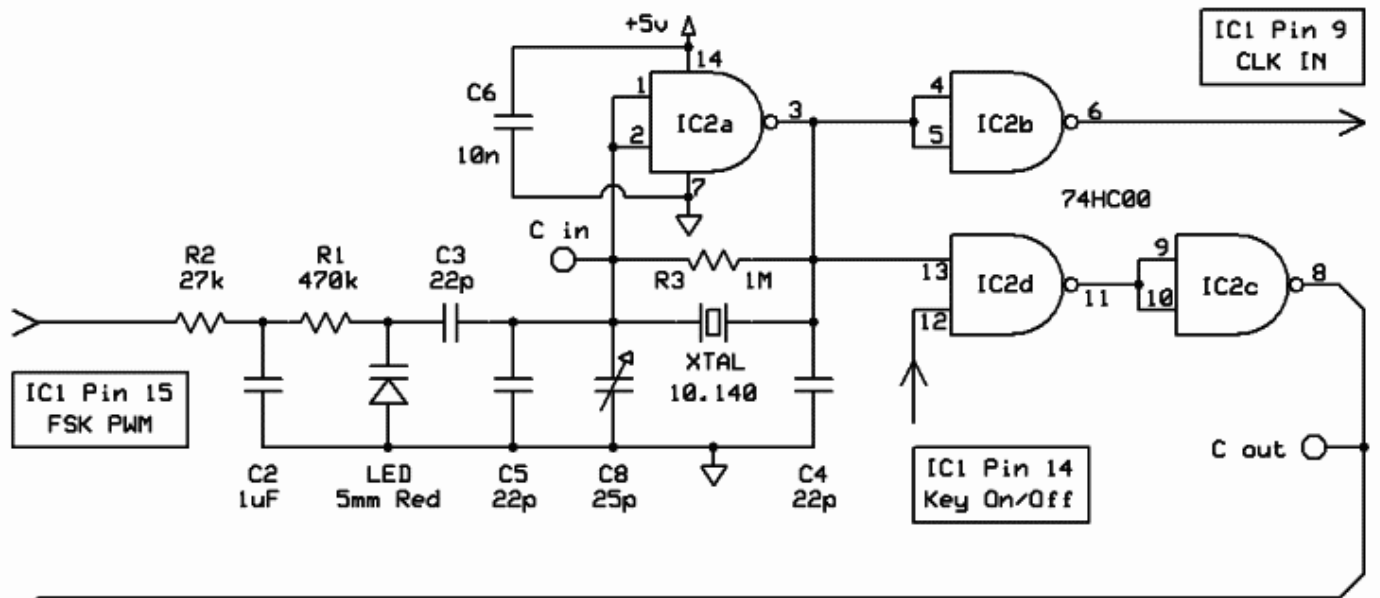 +5v
IC1 Pin 9
CLK IN
14
C6
10n
1
2
IC2a
3
7
4
5
IC2b
6
74HC00
C in
R2
27k
R1
470k
C3
22p
R3
1M
13
12
IC2d
11
9
10
IC2c
8
XTAL
10.140
IC1 Pin 15
FSK PWM
C2
1uF
LED
5mm Red
C5
22p
C8
25p
C4
22p
IC1 Pin 14
Key On/Off
C out